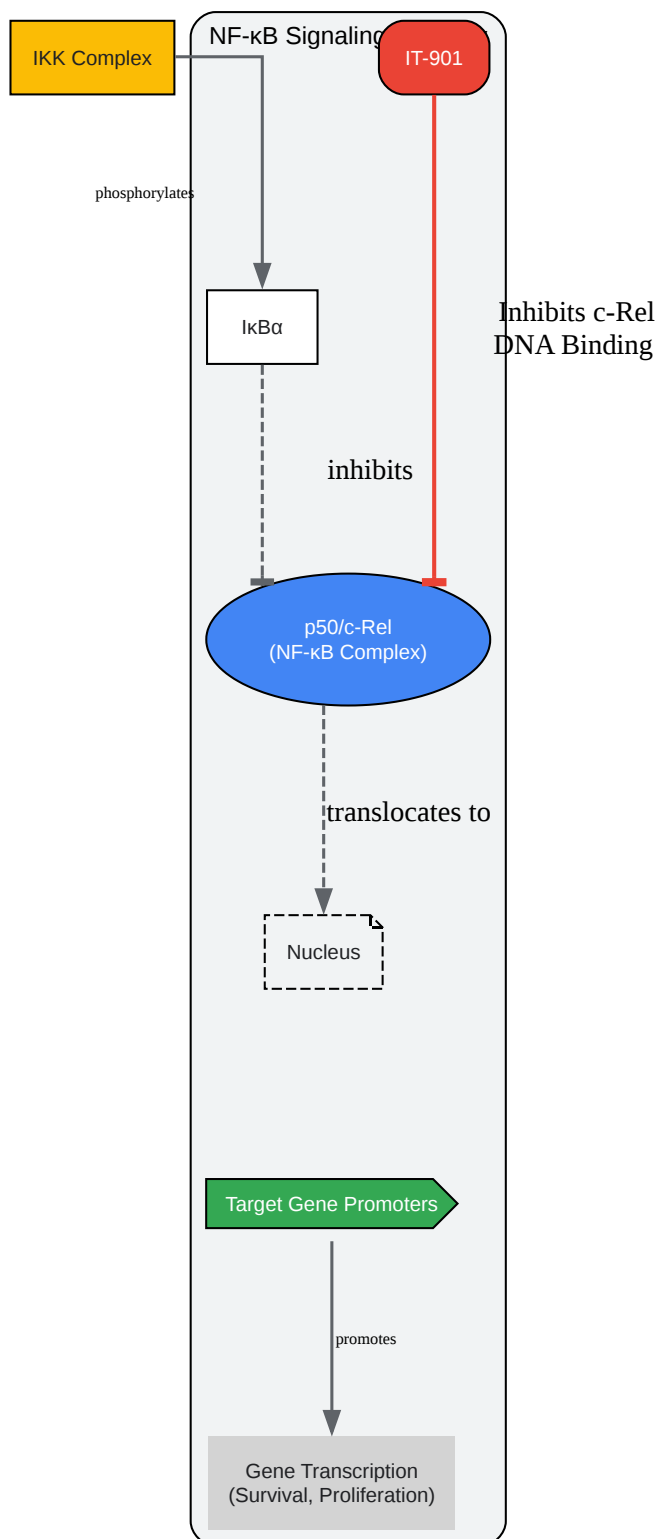 NF-κB Signaling
IKK Complex
IT-901
phosphorylates
Inhibits c-Rel
DNA Binding
IκBα
inhibits
p50/c-Rel
(NF-κB Complex)
translocates to
Nucleus
Target Gene Promoters
promotes
Gene Transcription
(Survival, Proliferation)